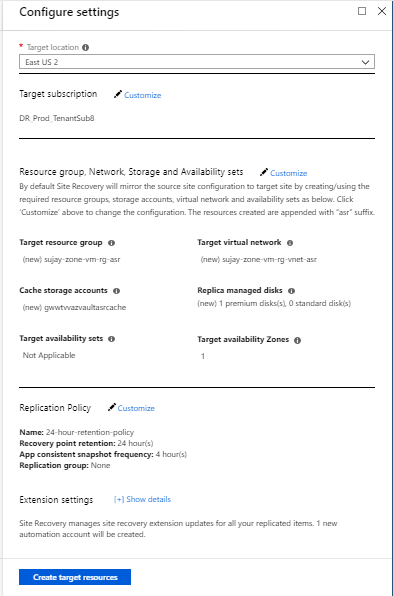 Configure settings
* Target location
East US 2
Target subscription Customize
DR_Prod_TenantSub8
Resource group, Network, Storage and Availability sets Customize
By default Site Recovery will mirror the source site configuration to target site by creating/using the
required resource groups, storage accounts, virtual network and availability sets as below. Click
'Customize' above to change the configuration. The resources created are appended with "asr" suffix.
Target resource group Target virtual network
(new) sujay-zone-vm-rg-asr (new) sujay-zone-vm-rg-vnet-asr
Cache storage accounts Replica managed disks
(new) gwwtvvazvaultasrcache (new) 1 premium disk(s), 0 standard disk(s)
Target availability sets Target availability Zones
Not Applicable 1
Replication Policy Customize
Name: 24-hour-retention-policy
Recovery point retention: 24 hour(s)
App consistent snapshot frequency: 4 hour(s)
Replication group: None
Extension settings [+] Show details
Site Recovery manages site recovery extension updates for all your replicated items. 1 new
automation account will be created.
Create target resources